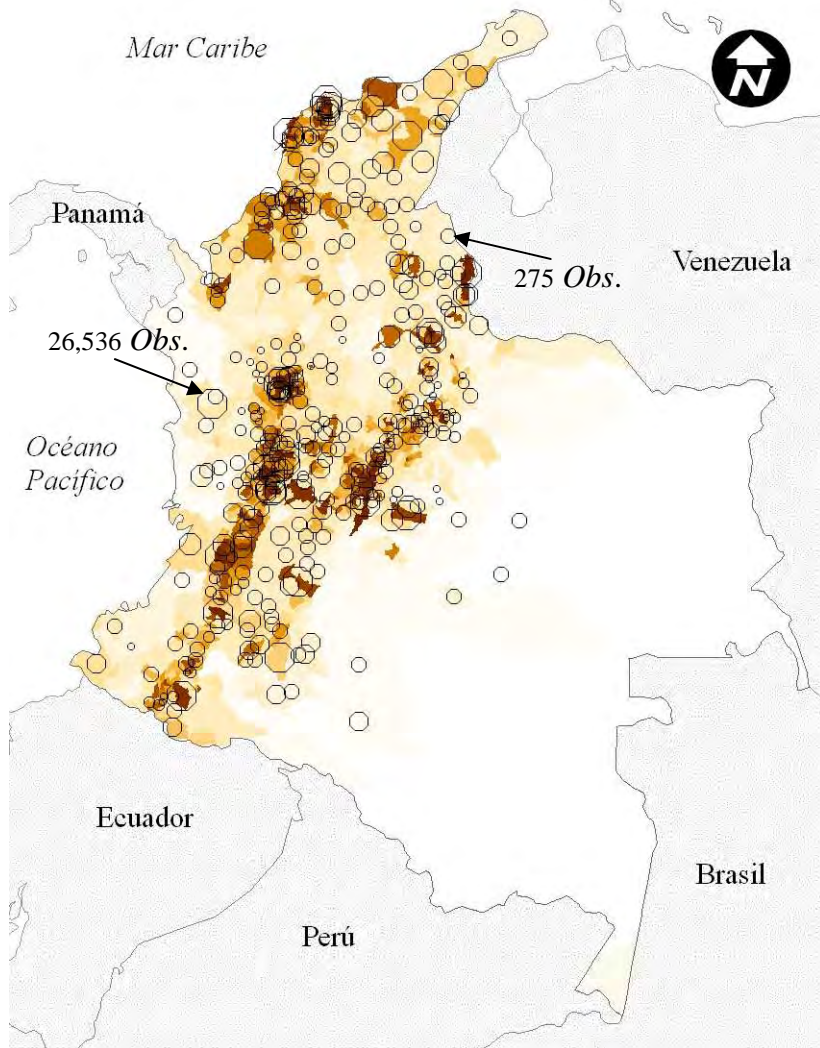 Mar Caribe
N
Panamá
275 Obs.
Venezuela
26,536 Obs.
Océano
Pacífico
Ecuador
Brasil
Perú